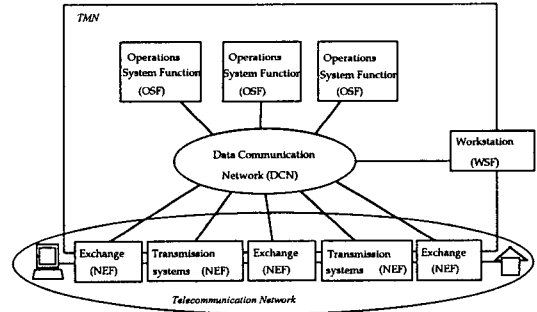 TMN
Operations
System Function
(OSF)
Operations
System Function
(OSF)
Operations
System Function
(OSF)
Data Communication
Network (DCN)
Workstation
(WSF)
Exchange
(NEF)
Transmission
systems (NEF)
Exchange
(NEF)
Transmission
systems (NEF)
Exchange
(NEF)
Telecommunication Network